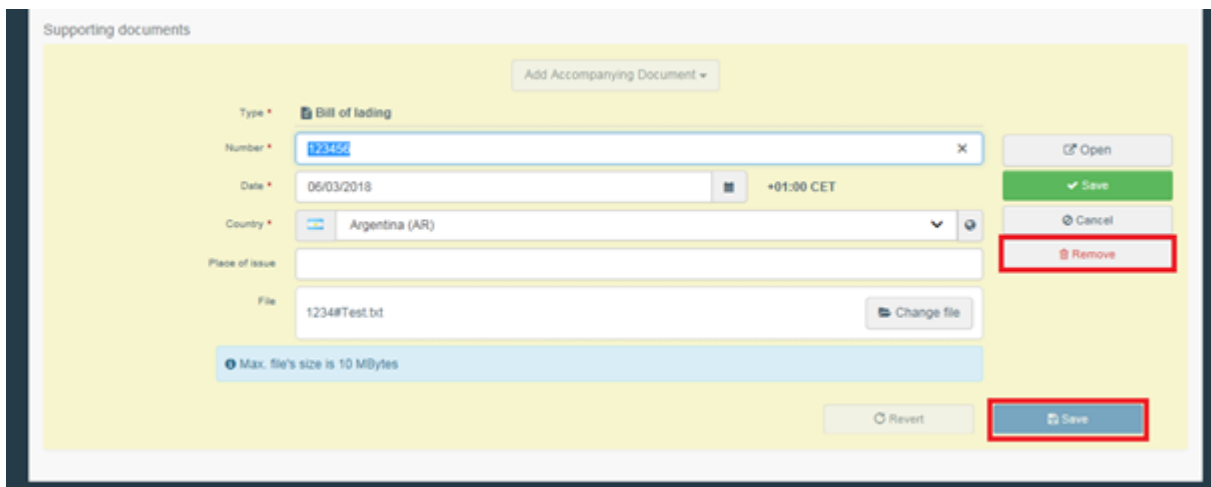 Supporting documents
Add Accompanying Document
Type * Bill of lading
Number * 123456 × Open
Date * 06/03/2018 +01:00 CET Save
Country * Argentina (AR) Cancel
Place of issue Remove
File 1234#Test.txt Change file
Max. file's size is 10 MBytes
Revert Save